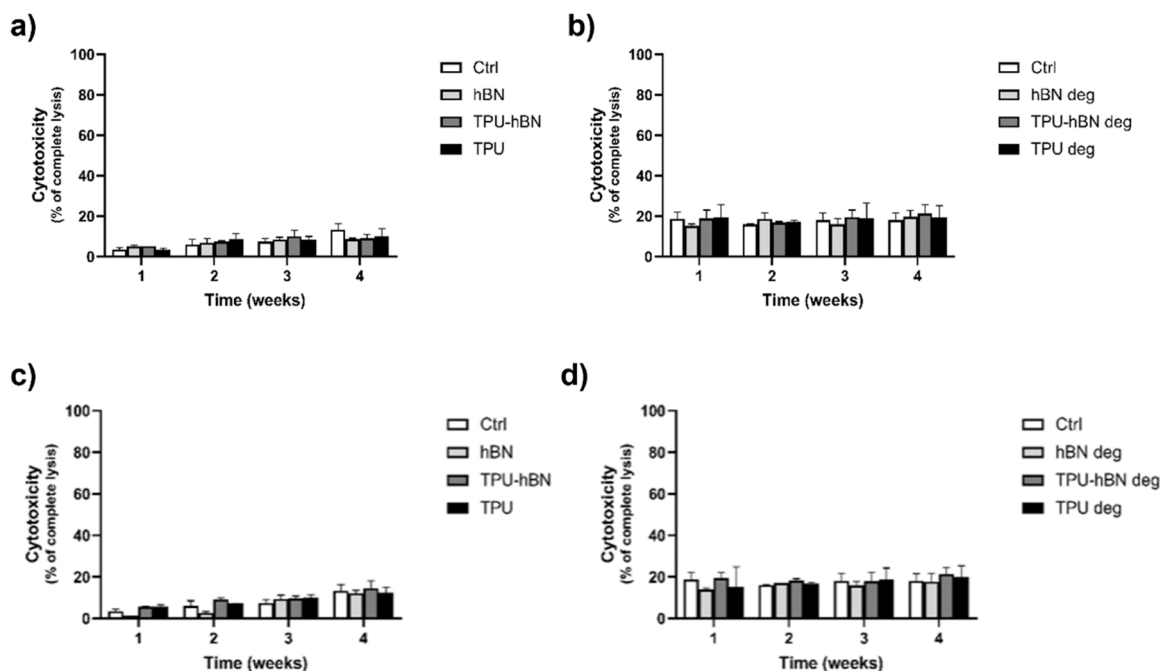 a)
100
80
60
40
20
0
Cytotoxicity
(% of complete lysis)
1 2 3 4
Time (weeks)
Ctrl
hBN
TPU-hBN
TPU
b)
100
80
60
40
20
0
Cytotoxicity
(% of complete lysis)
1 2 3 4
Time (weeks)
Ctrl
hBN deg
TPU-hBN deg
TPU deg
c)
100
80
60
40
20
0
Cytotoxicity
(% of complete lysis)
1 2 3 4
Time (weeks)
Ctrl
hBN
TPU-hBN
TPU
d)
100
80
60
40
20
0
Cytotoxicity
(% of complete lysis)
1 2 3 4
Time (weeks)
Ctrl
hBN deg
TPU-hBN deg
TPU deg